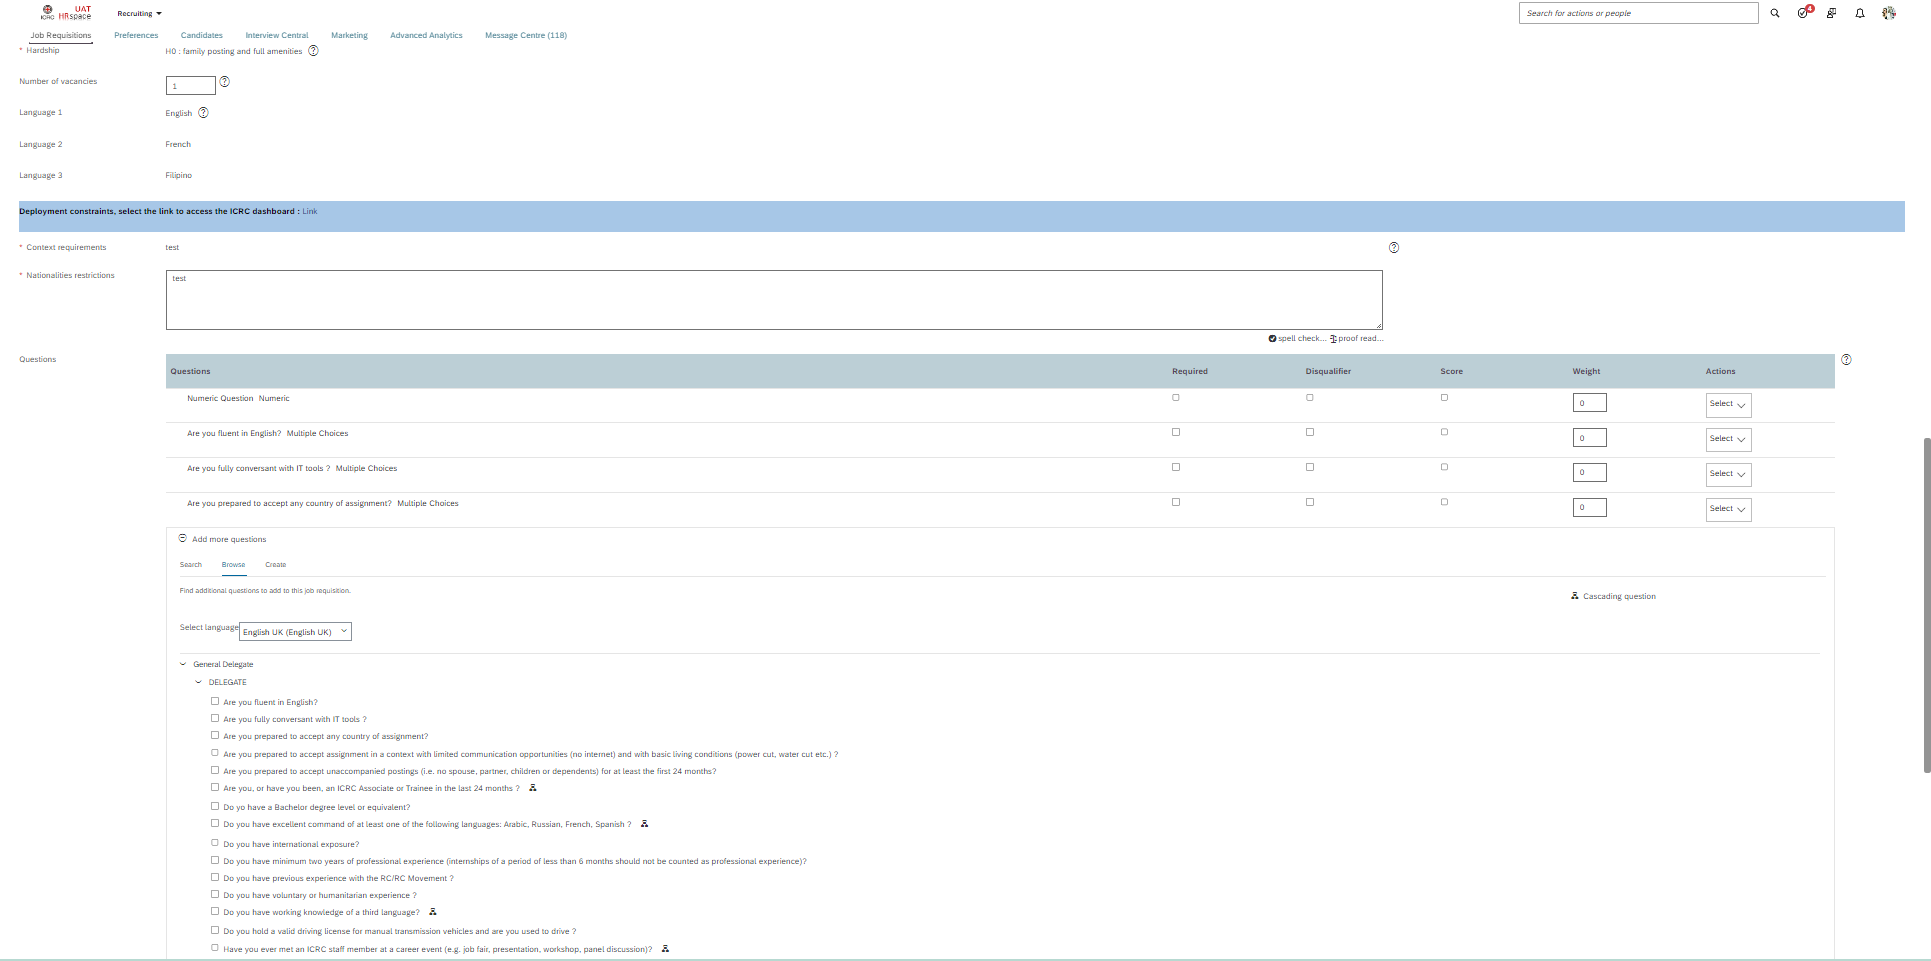 ICRC
UAT
HRspace
Recruiting
Search for actions or people
4
Job Requisitions Preferences Candidates Interview Central Marketing Advanced Analytics Message Centre (118)
* Hardship H0 : family posting and full amenities ?
Number of vacancies 1 ?
Language 1 English ?
Language 2 French
Language 3 Filipino
Deployment constraints, select the link to access the ICRC dashboard : Link
* Context requirements test ?
* Nationalities restrictions test
spell check... proof read...
Questions ?
Questions Required Disqualifier Score Weight Actions
Numeric Question Numeric 0 Select
Are you fluent in English? Multiple Choices 0 Select
Are you fully conversant with IT tools ? Multiple Choices 0 Select
Are you prepared to accept any country of assignment? Multiple Choices 0 Select
Add more questions
Search Browse Create
Find additional questions to add to this job requisition.
Cascading question
Select language English UK (English UK)
General Delegate
DELEGATE
Are you fluent in English?
Are you fully conversant with IT tools ?
Are you prepared to accept any country of assignment?
Are you prepared to accept assignment in a context with limited communication opportunities (no internet) and with basic living conditions (power cut, water cut etc.) ?
Are you prepared to accept unaccompanied postings (i.e. no spouse, partner, children or dependents) for at least the first 24 months?
Are you, or have you been, an ICRC Associate or Trainee in the last 24 months ?
Do yo have a Bachelor degree level or equivalent?
Do you have excellent command of at least one of the following languages: Arabic, Russian, French, Spanish ?
Do you have international exposure?
Do you have minimum two years of professional experience (internships of a period of less than 6 months should not be counted as professional experience)?
Do you have previous experience with the RC/RC Movement ?
Do you have voluntary or humanitarian experience ?
Do you have working knowledge of a third language?
Do you hold a valid driving license for manual transmission vehicles and are you used to drive ?
Have you ever met an ICRC staff member at a career event (e.g. job fair, presentation, workshop, panel discussion)?